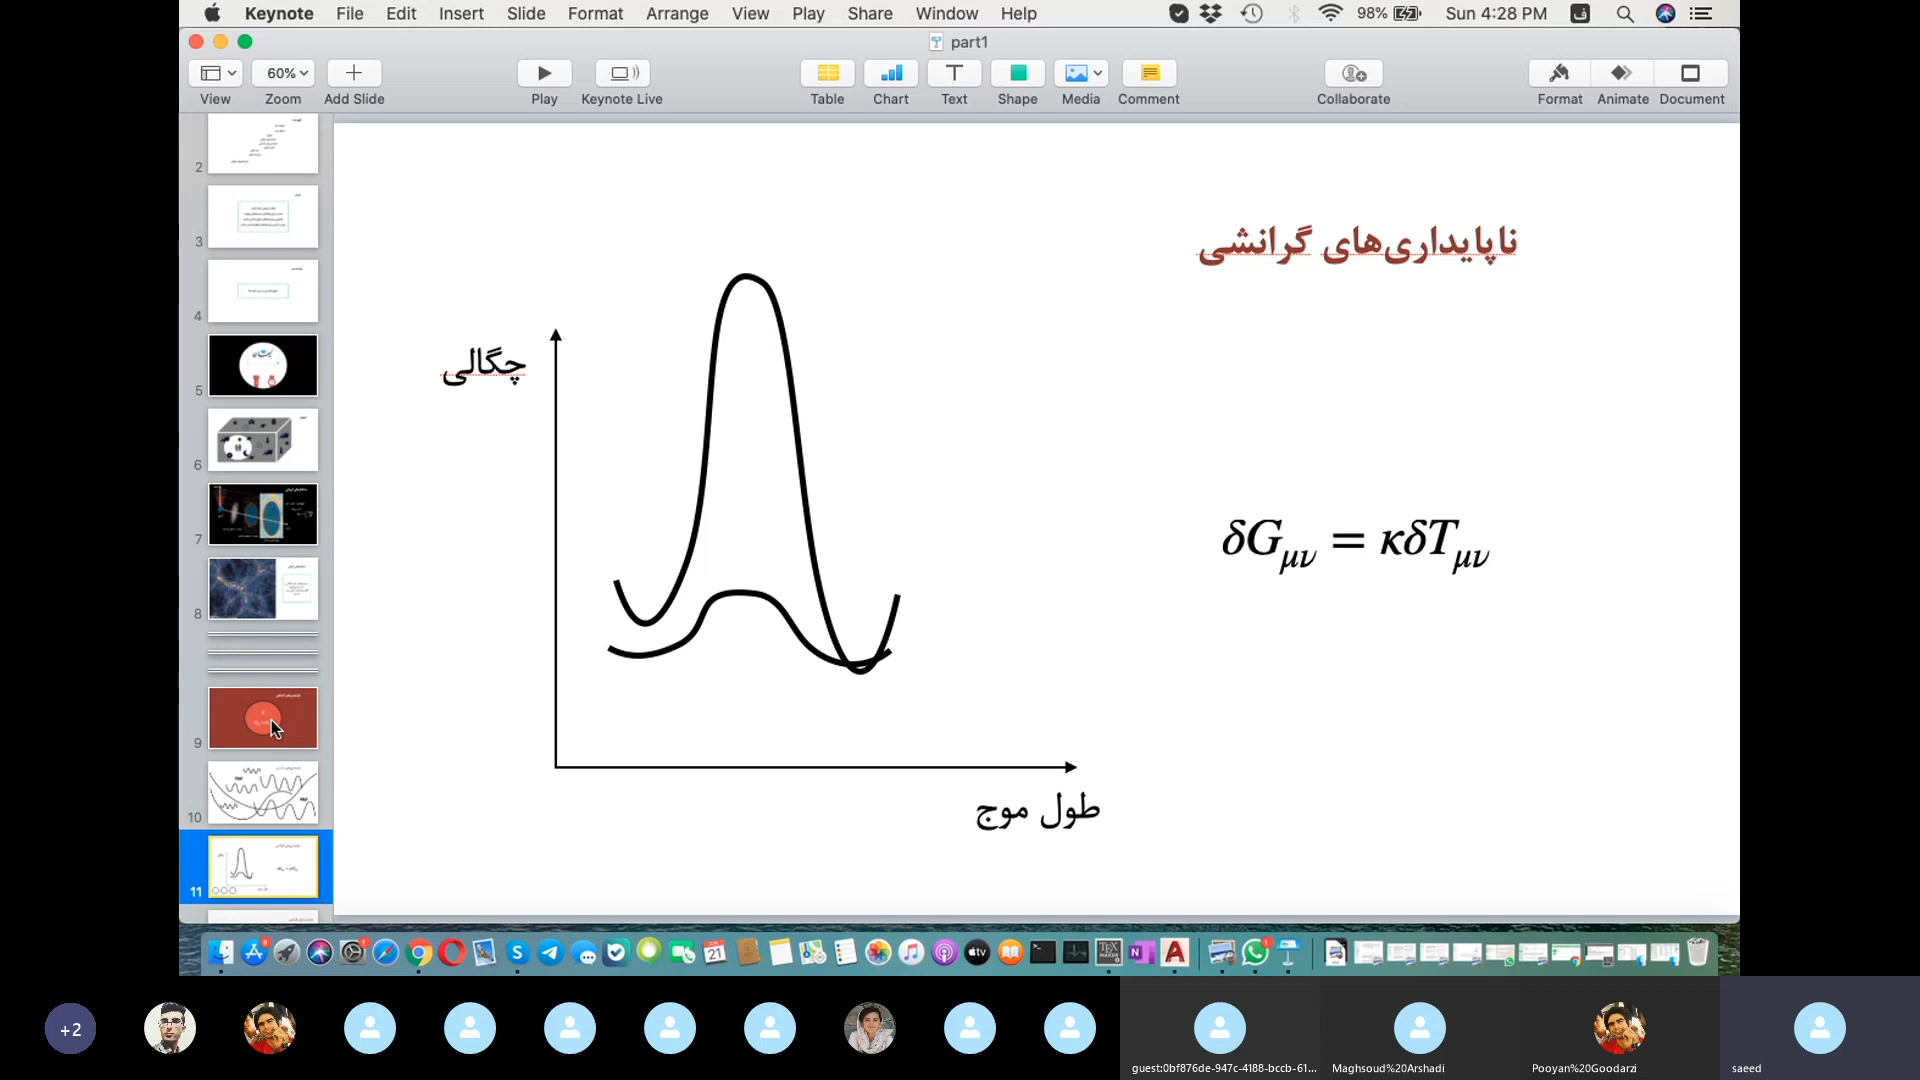 Keynote File Edit Insert Slide Format Arrange View Play Share Window Help
98% Sun 4:28 PM ف
part1
60%
View Zoom Add Slide Play Keynote Live Table Chart Text Shape Media Comment Collaborate Format Animate Document
2
3
4
5
6
7
8
9
10
11
ناپایداری‌های گرانشی
چگالی
δG_μν = κδT_μν
طول موج
21
tv
+2
guest:0bf876de-947c-4188-bccb-61...
Maghsoud%20Arshadi
Pooyan%20Goodarzi
saeed